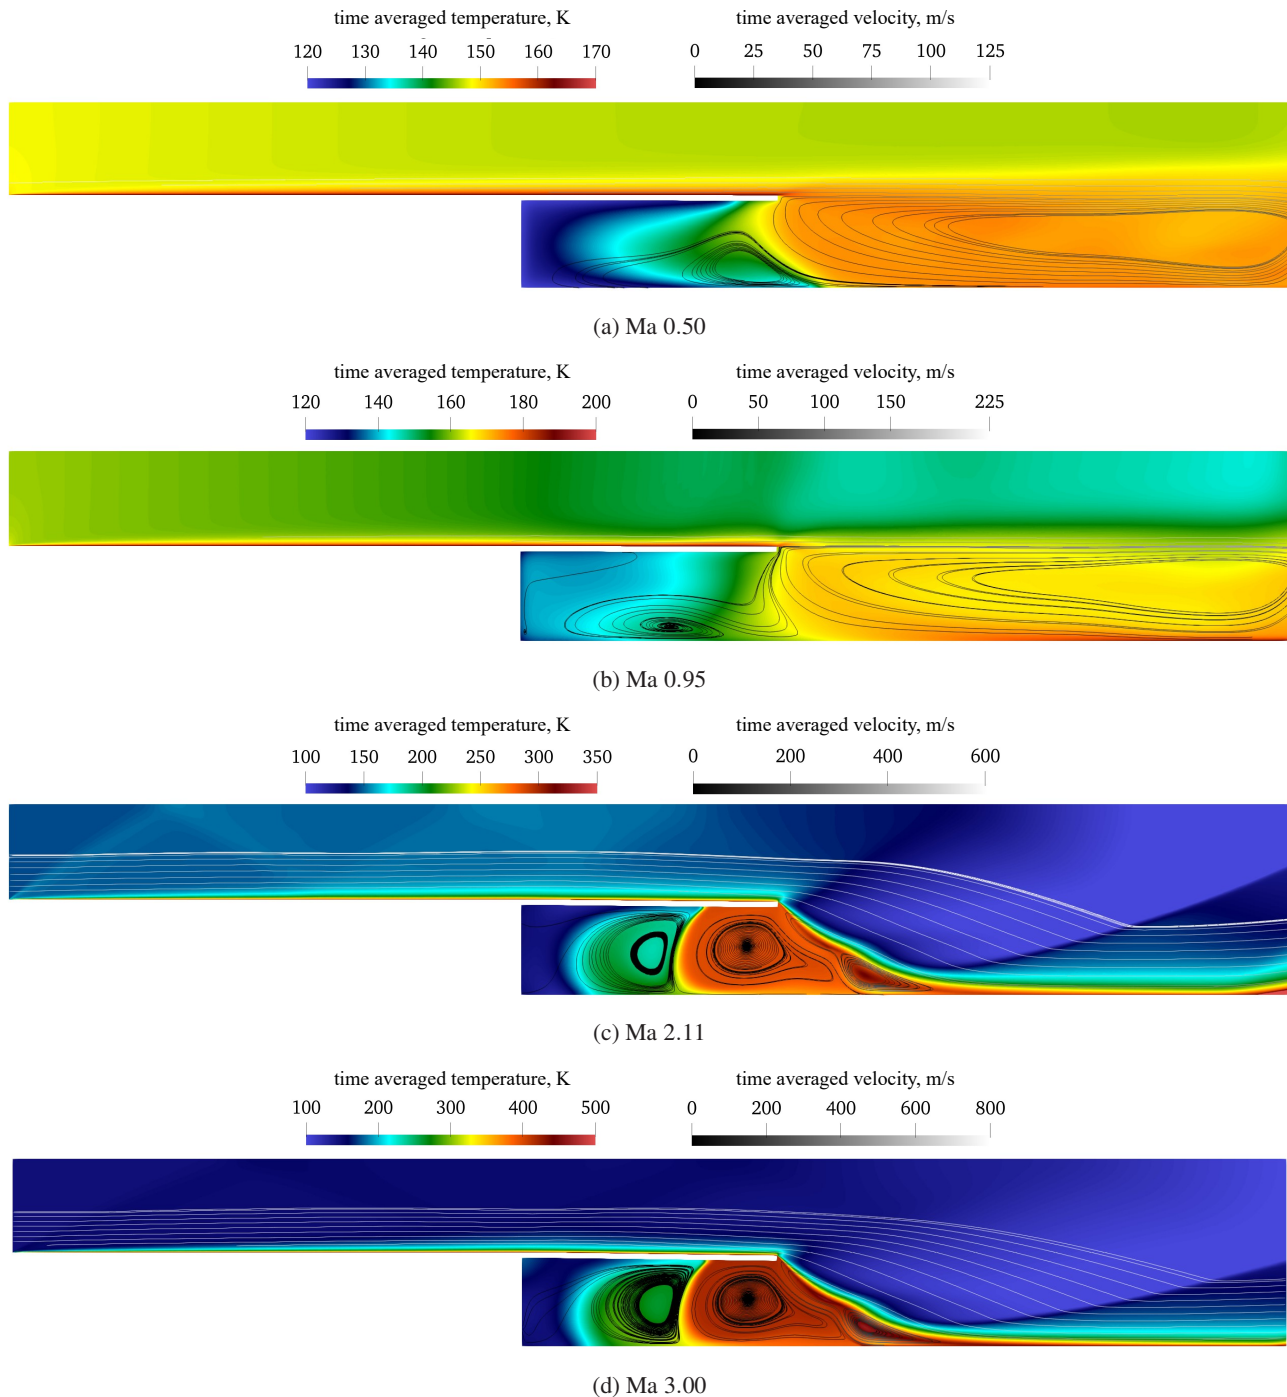 time averaged temperature, K time averaged velocity, m/s
120 130 140 150 160 170 0 25 50 75 100 125
(a) Ma 0.50
time averaged temperature, K time averaged velocity, m/s
120 140 160 180 200 0 50 100 150 225
(b) Ma 0.95
time averaged temperature, K time averaged velocity, m/s
100 150 200 250 300 350 0 200 400 600
(c) Ma 2.11
time averaged temperature, K time averaged velocity, m/s
100 200 300 400 500 0 200 400 600 800
(d) Ma 3.00